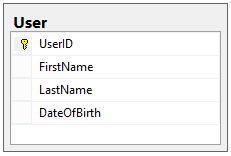 User
UserID
FirstName
LastName
DateOfBirth